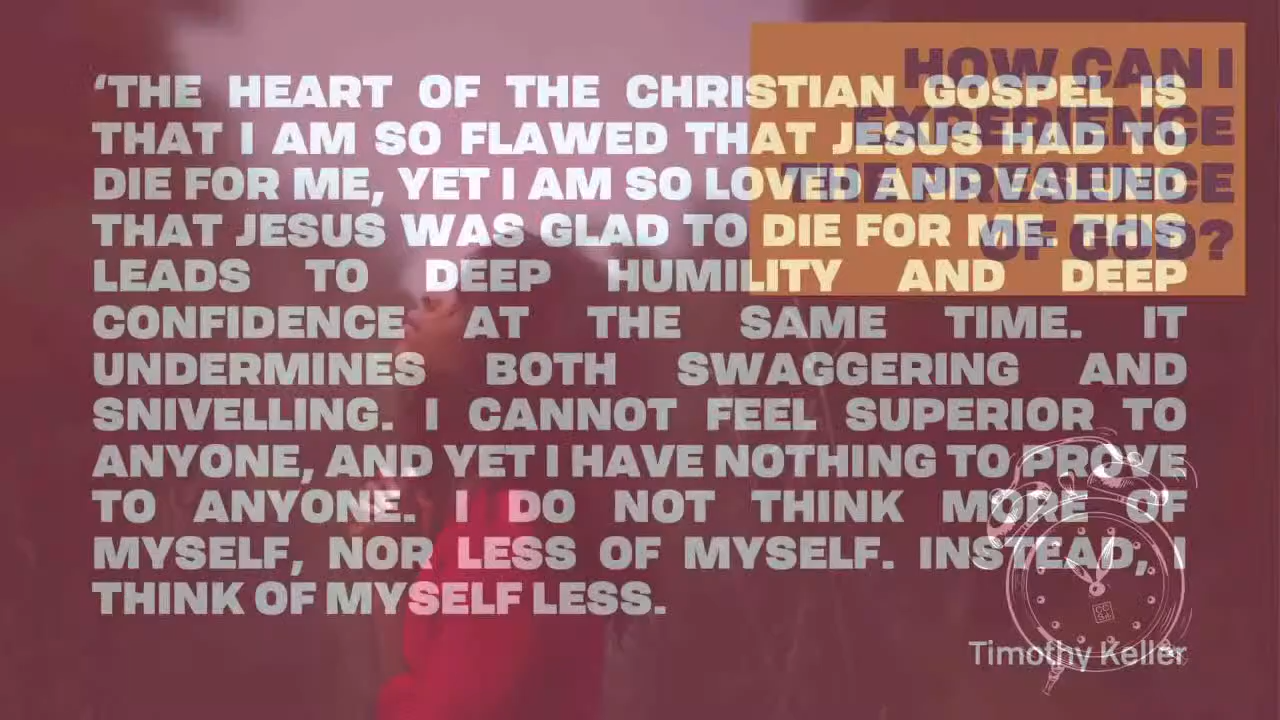 ‘THE HEART OF THE CHRISTIAN GOSPEL IS
THAT I AM SO FLAWED THAT JESUS HAD TO
DIE FOR ME, YET I AM SO LOVED AND VALUED
THAT JESUS WAS GLAD TO DIE FOR ME. THIS
LEADS TO DEEP HUMILITY AND DEEP
CONFIDENCE AT THE SAME TIME. IT
UNDERMINES BOTH SWAGGERING AND
SNIVELLING. I CANNOT FEEL SUPERIOR TO
ANYONE, AND YET I HAVE NOTHING TO PROVE
TO ANYONE. I DO NOT THINK MORE OF
MYSELF, NOR LESS OF MYSELF. INSTEAD, I
THINK OF MYSELF LESS.
Timothy Keller
HOW CAN I
EXPERIENCE
THE PRESENCE
OF GOD?